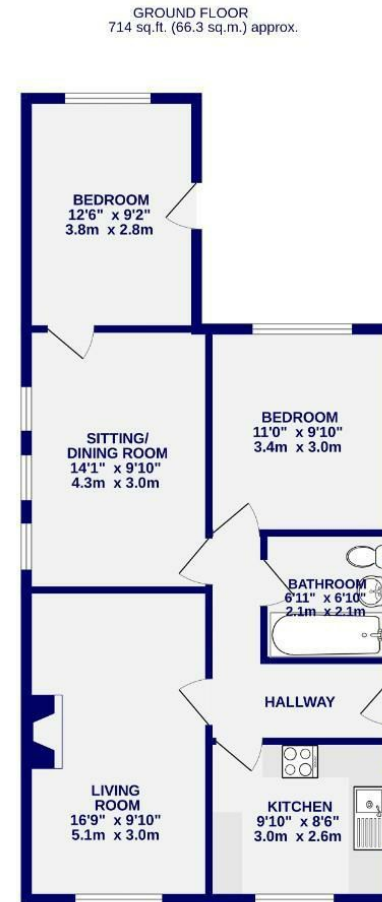 GROUND FLOOR
714 sq.ft. (66.3 sq.m.) approx.
BEDROOM
12'6" x 9'2"
3.8m x 2.8m
SITTING/
DINING ROOM
14'1" x 9'10"
4.3m x 3.0m
BEDROOM
11'0" x 9'10"
3.4m x 3.0m
BATHROOM
6'11" x 6'10"
2.1m x 2.1m
HALLWAY
LIVING
ROOM
16'9" x 9'10"
5.1m x 3.0m
KITCHEN
9'10" x 8'6"
3.0m x 2.6m